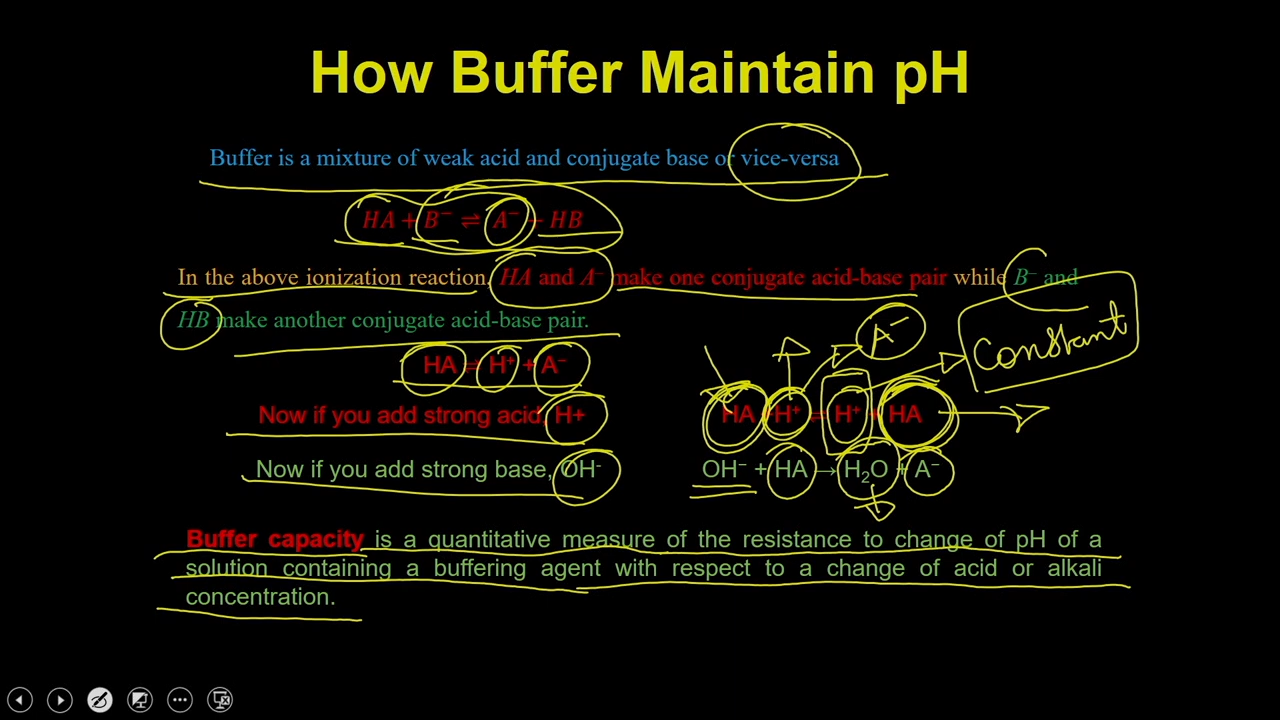 How Buffer Maintain pH
Buffer is a mixture of weak acid and conjugate base or vice-versa
HA + B⁻ ⇌ A⁻ + HB
In the above ionization reaction, HA and A⁻ make one conjugate acid-base pair while B⁻ and
HB make another conjugate acid-base pair.
HA ⇌ H⁺ + A⁻
A⁻
Constant
Now if you add strong acid, H+
HA + H⁺ ⇌ H⁺ + HA
Now if you add strong base, OH⁻
OH⁻ + HA → H₂O + A⁻
Buffer capacity is a quantitative measure of the resistance to change of pH of a
solution containing a buffering agent with respect to a change of acid or alkali
concentration.